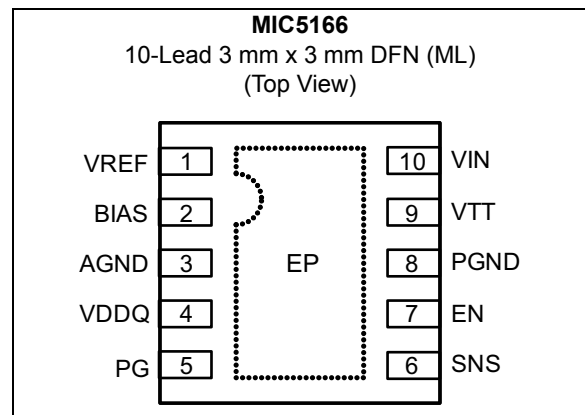 MIC5166
10-Lead 3 mm x 3 mm DFN (ML)
(Top View)
VREF 1 10 VIN
BIAS 2 9 VTT
AGND 3 EP 8 PGND
VDDQ 4 7 EN
PG 5 6 SNS